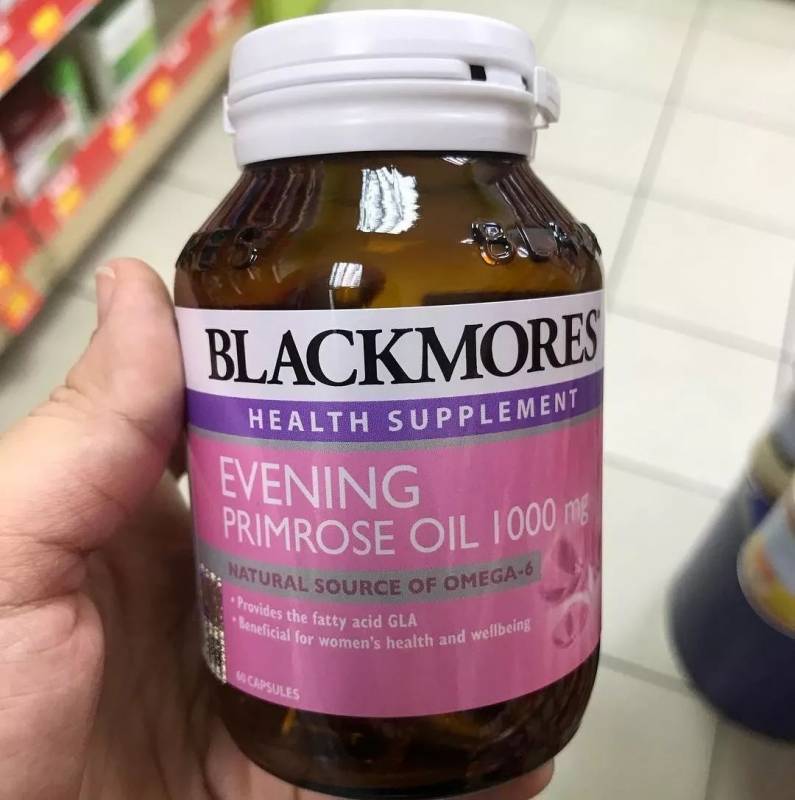 BLACKMORES
HEALTH SUPPLEMENT
EVENING
PRIMROSE OIL 1000 mg
NATURAL SOURCE OF OMEGA-6
• Provides the fatty acid GLA
• Beneficial for women's health and wellbeing
60 CAPSULES